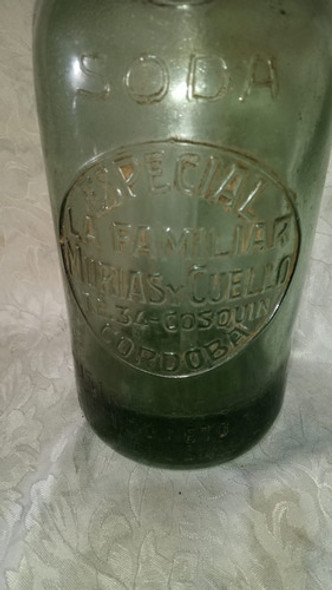 SODA
ESPECIAL
LA FAMILIAR
MORIAS Y CUELLO
34-COSQUIN
CORDOBA